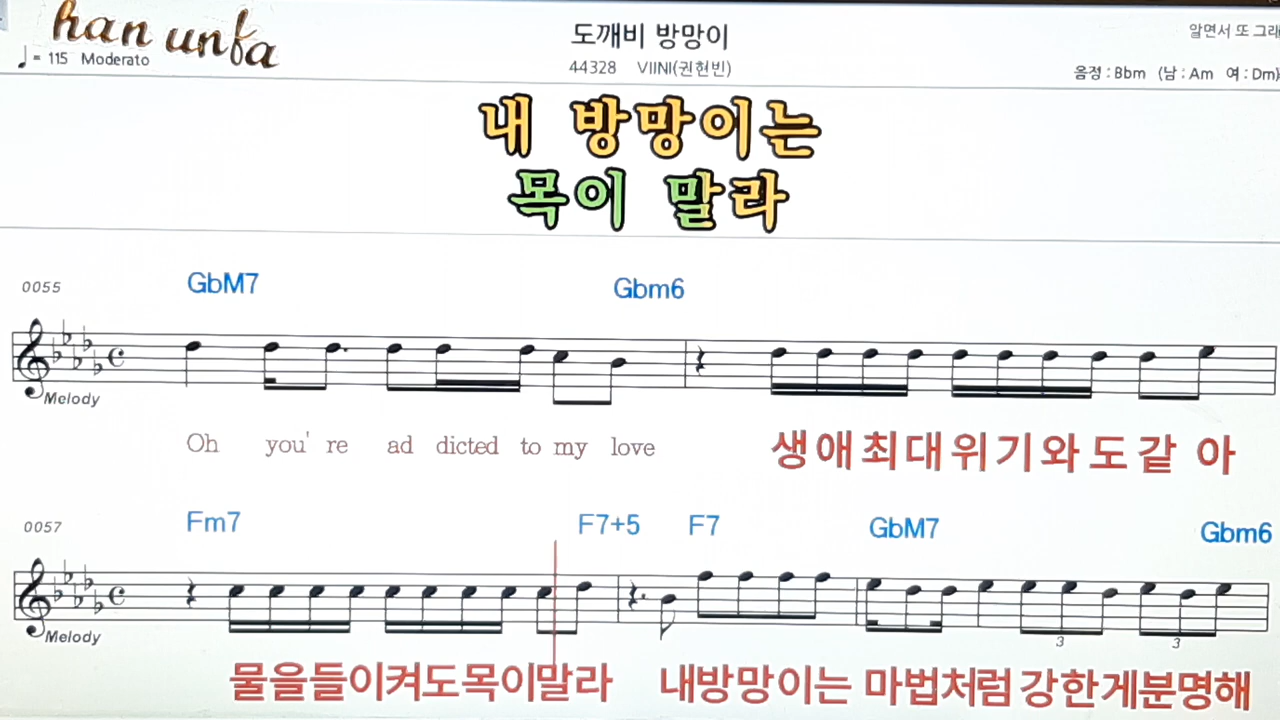 han unfa
♩= 115 Moderato
도깨비 방망이
44328 VIINI(권현빈)
알면서 또 그래
음정 : Bbm (남 : Am 여 : Dm)
내 방망이는
목이 말라
0055
GbM7 Gbm6
Melody
Oh you' re ad dicted to my love 생애최대위기와도같 아
0057
Fm7 F7+5 F7 GbM7 Gbm6
Melody
물을들이켜도목이말라 내방망이는 마법처럼강한게분명해